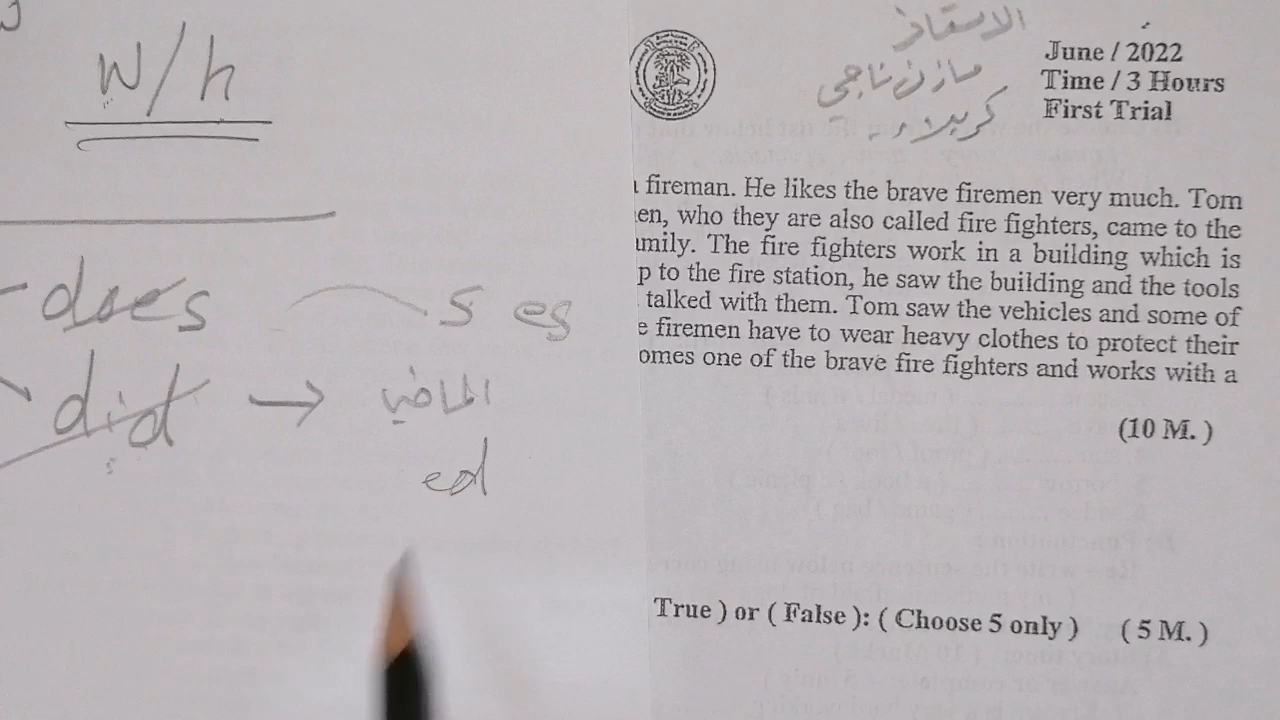 W/h
does s es
did → الماضي
ed
الاستاذ
مازن ناجي
كربلاء
June / 2022
Time / 3 Hours
First Trial
fireman. He likes the brave firemen very much. Tom
en, who they are also called fire fighters, came to the
amily. The fire fighters work in a building which is
p to the fire station, he saw the building and the tools
talked with them. Tom saw the vehicles and some of
e firemen have to wear heavy clothes to protect their
omes one of the brave fire fighters and works with a
(10 M. )
True ) or ( False ): ( Choose 5 only ) ( 5 M. )